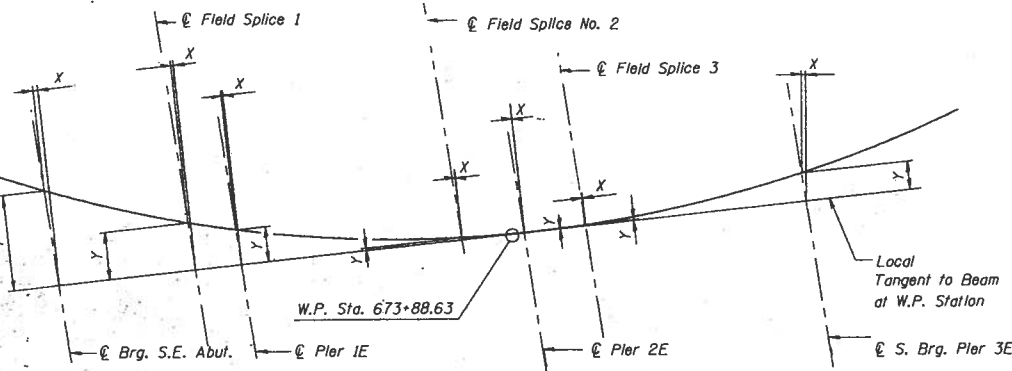 ℄ Field Splice 1
℄ Field Splice No. 2
℄ Field Splice 3
X
X
X
X
X
X
X
Y
Y
Y
Y
Y
Y
Y
W.P. Sta. 673+88.63
Local
Tangent to Beam
at W.P. Station
℄ Brg. S.E. Abut.
℄ Pier 1E
℄ Pier 2E
℄ S. Brg. Pier 3E